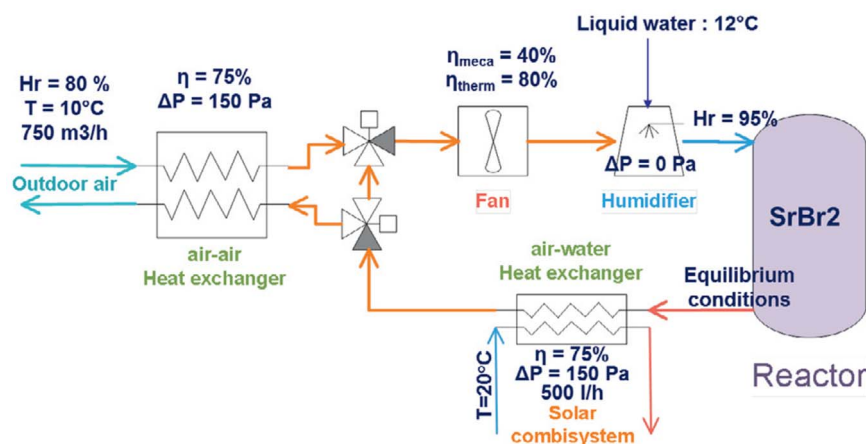 Liquid water : 12°C
ηmeca = 40%
ηtherm = 80%
Hr = 80 %
T = 10°C
750 m3/h
η = 75%
ΔP = 150 Pa
Hr = 95%
ΔP = 0 Pa
Outdoor air
Fan
Humidifier
SrBr2
air-air
Heat exchanger
air-water
Heat exchanger
Equilibrium
conditions
T=20°C
η = 75%
ΔP = 150 Pa
500 l/h
Solar
combisystem
Reactor